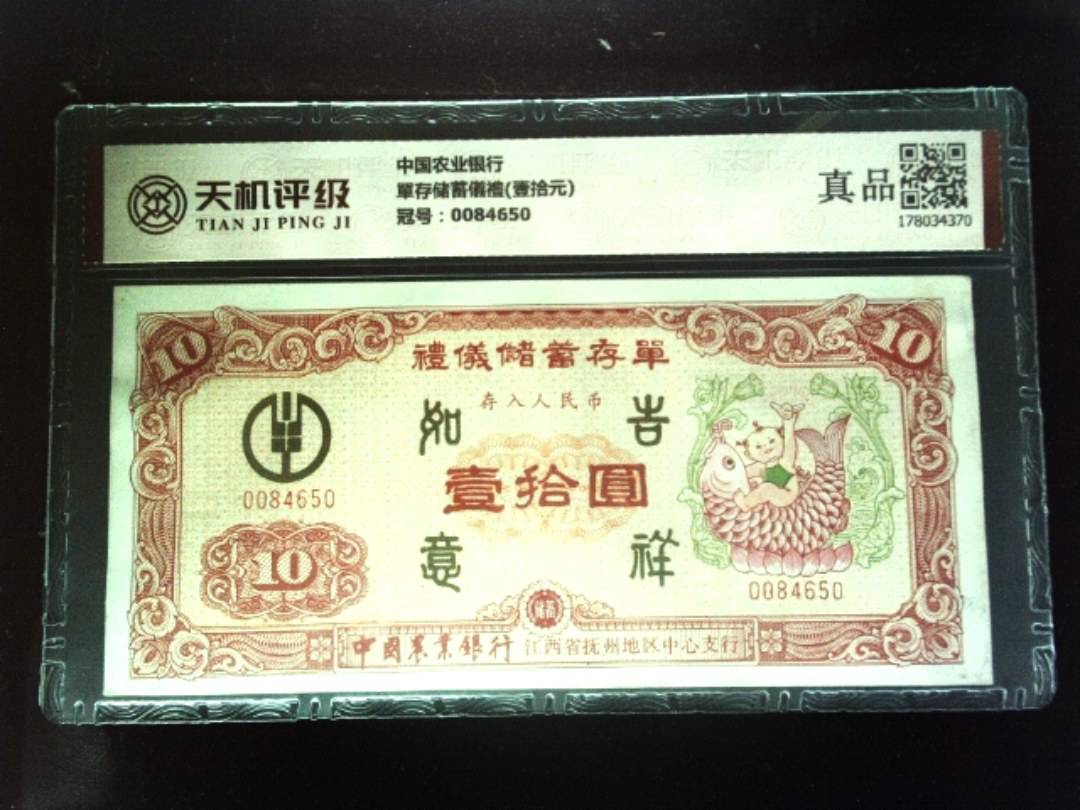 天机评级
TIAN JI PING JI
中国农业银行
單存储蓄儀禮(壹拾元)
冠号：0084650
真品
178034370
10
10
禮儀儲蓄存單
存入人民币
如 吉
壹拾圓
意 祥
0084650
10
0084650
儲蓄
中國農業銀行 江西省抚州地区中心支行